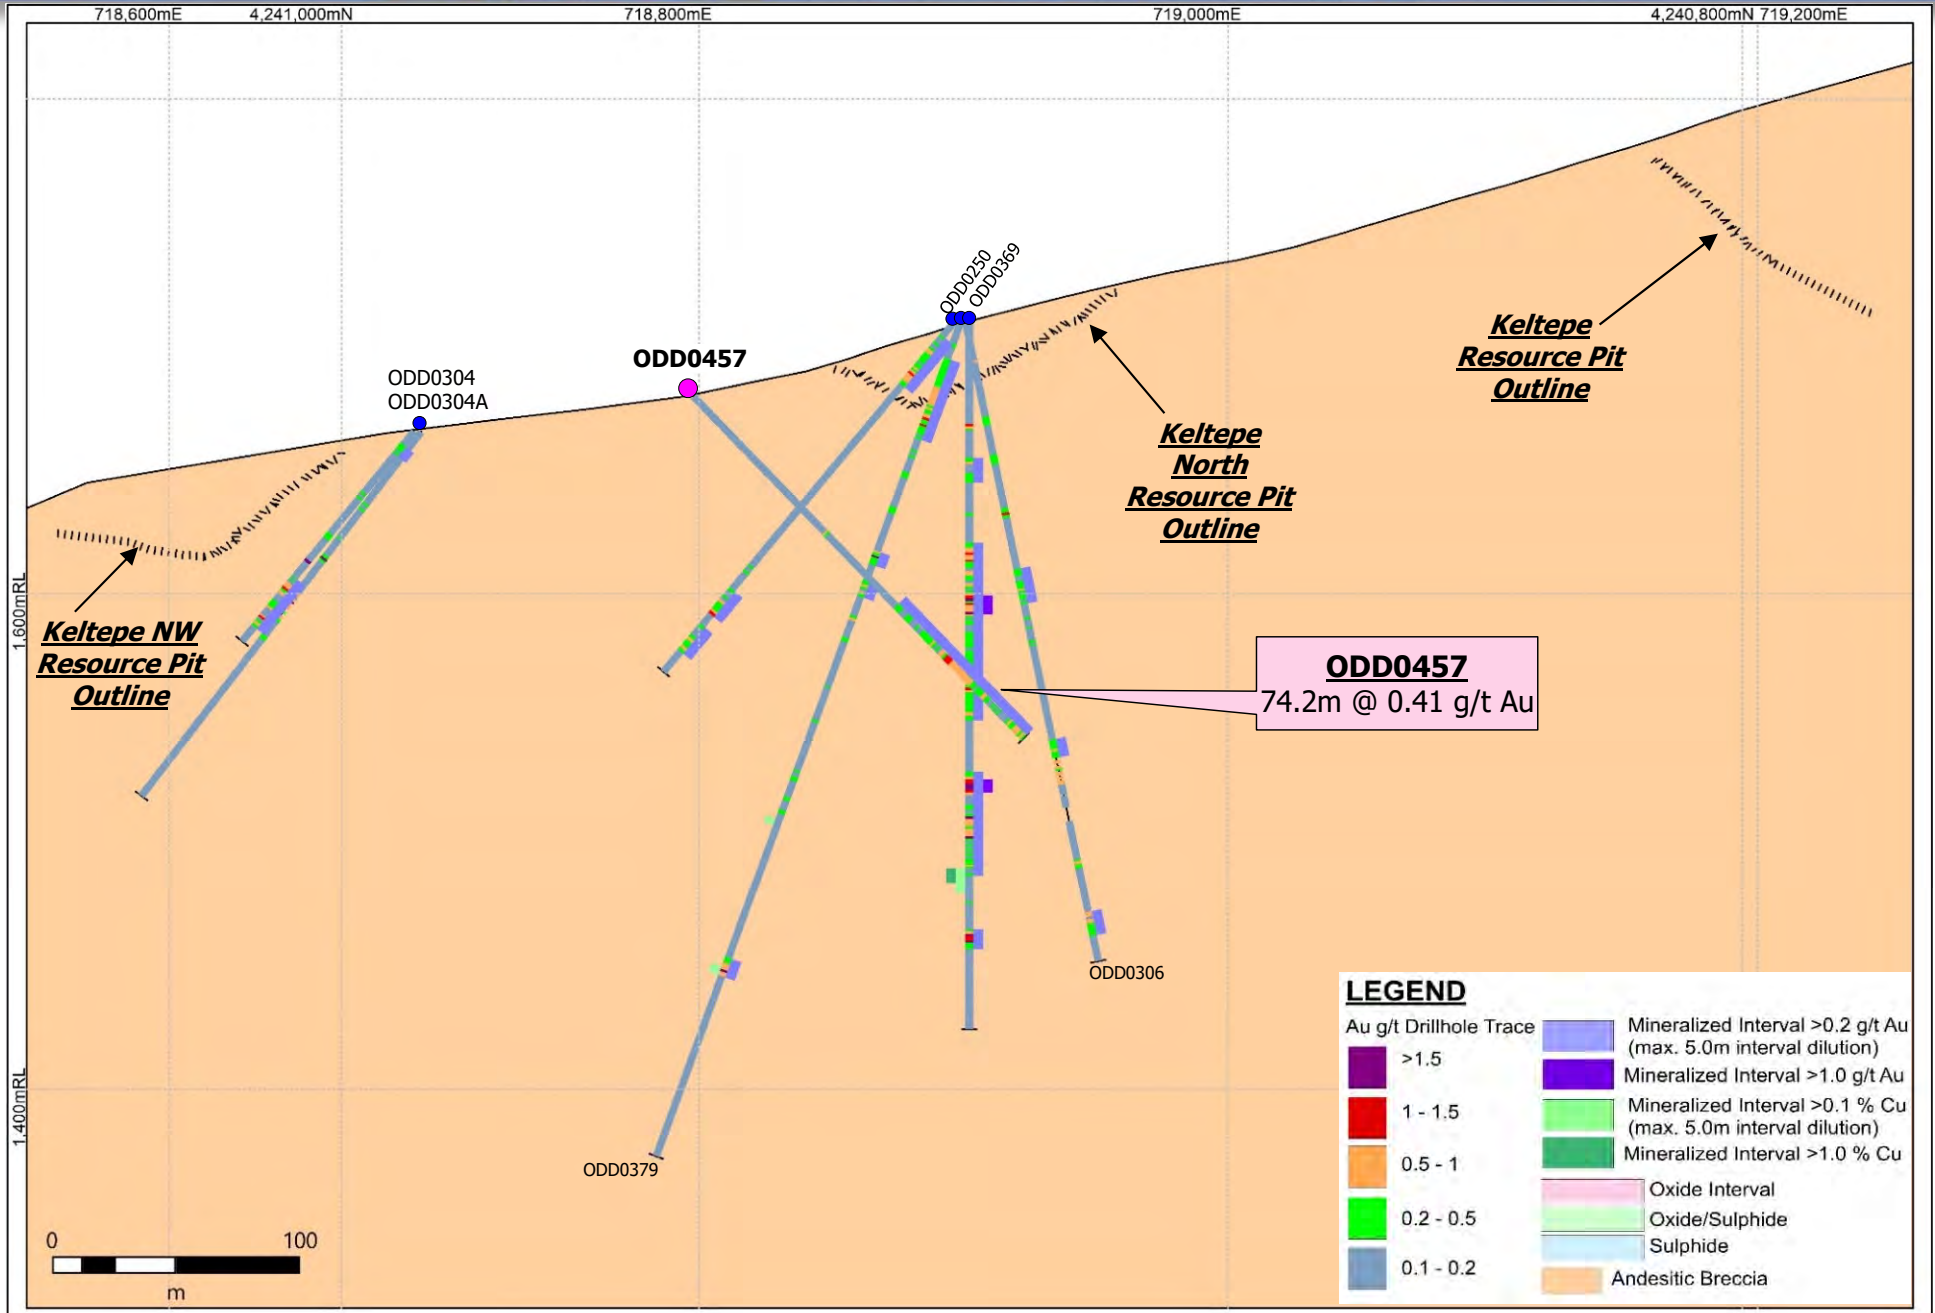 718,600mE
4,241,000mN
718,800mE
719,000mE
4,240,800mN
719,200mE
ODD0250
ODD0369
ODD0457
ODD0304
ODD0304A
Keltepe
Resource Pit
Outline
Keltepe
North
Resource Pit
Outline
1,600mRL
Keltepe NW
Resource Pit
Outline
ODD0457
74.2m @ 0.41 g/t Au
ODD0306
1,400mRL
ODD0379
0
100
m
LEGEND
Au g/t Drillhole Trace
>1.5
1 - 1.5
0.5 - 1
0.2 - 0.5
0.1 - 0.2
Mineralized Interval >0.2 g/t Au
(max. 5.0m interval dilution)
Mineralized Interval >1.0 g/t Au
Mineralized Interval >0.1 % Cu
(max. 5.0m interval dilution)
Mineralized Interval >1.0 % Cu
Oxide Interval
Oxide/Sulphide
Sulphide
Andesitic Breccia